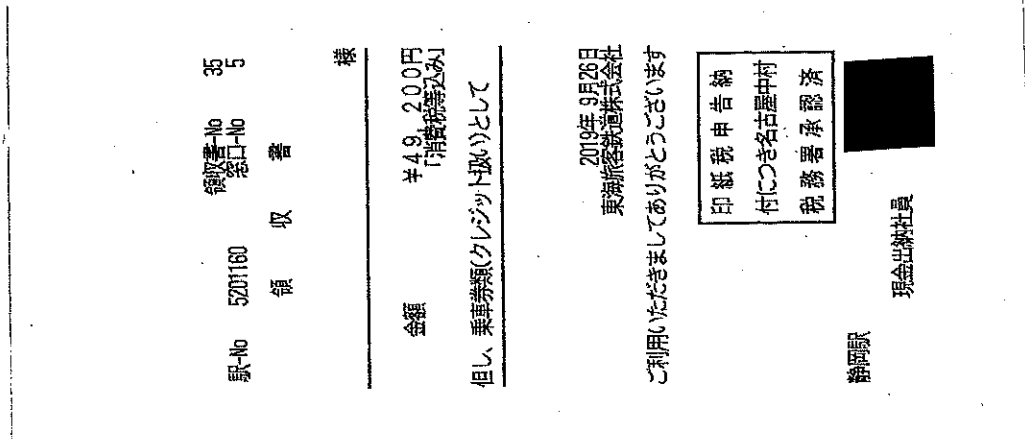 駅-No 5201160 領収書-No 35
窓口-No 5
領 収 書
様
金額 ¥49,200円
「消費税等込み」
但し、乗車券類(クレジット扱い)として
2019年 9月26日
東海旅客鉄道株式会社
ご利用いただきましてありがとうございます
印紙税申告納
付につき名古屋中村
税務署承認済
静岡駅
現金出納社員